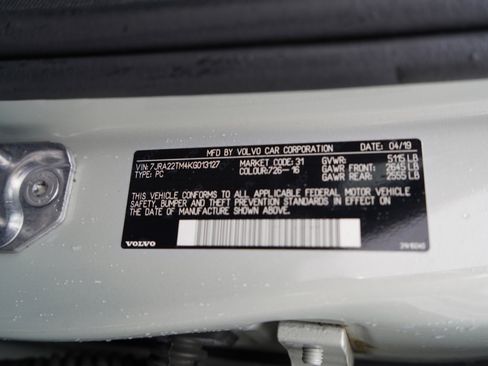 MFD BY VOLVO CAR CORPORATION DATE: 04/19
VIN: 7JRA22TM4KG013127 MARKET CODE: 31 GVWR: 5115 LB
TYPE: PC COLOUR: 726- 16 GAWR FRONT: 2645 LB
GAWR REAR: 2555 LB
THIS VEHICLE CONFORMS TO ALL APPLICABLE FEDERAL MOTOR VEHICLE
SAFETY, BUMPER AND THEFT PREVENTION STANDARDS IN EFFECT ON
THE DATE OF MANUFACTURE SHOWN ABOVE.
VOLVO